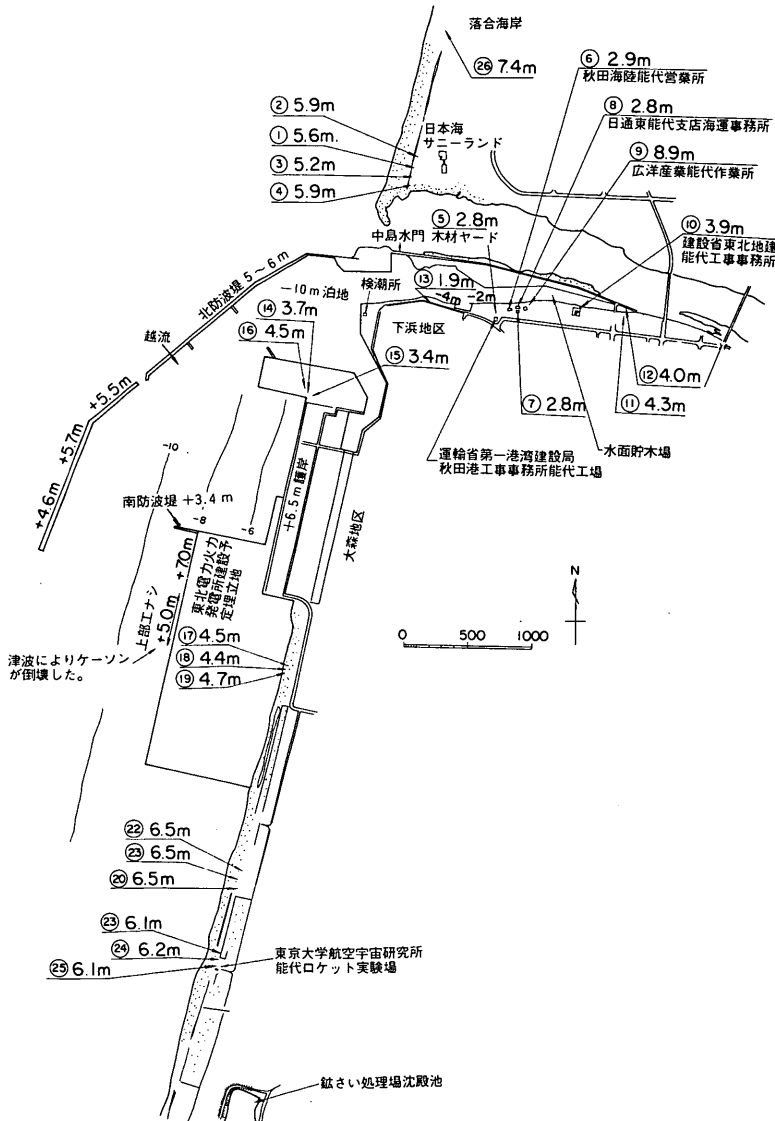 落合海岸
㉖ 7.4m
⑥ 2.9m
秋田海陸能代営業所
② 5.9m
① 5.6m.
③ 5.2m
④ 5.9m
日本海
サニーランド
⑧ 2.8m
日通東能代支店海運事務所
⑨ 8.9m
広洋産業能代作業所
⑤ 2.8m
中島水門 木材ヤード
⑩ 3.9m
建設省東北地建
能代工事事務所
北防波堤 5～6m
−10m泊地
検潮所
⑬ 1.9m
−4m −2m
⑭ 3.7m
⑯ 4.5m
下浜地区
⑮ 3.4m
越流
⑫ 4.0m
⑦ 2.8m
⑪ 4.3m
水面貯木場
運輸省第一港湾建設局
秋田港工事事務所能代工場
+5.5m
+5.7m
+4.6m
-10
南防波堤 +3.4m
-8
-6
+6.5m護岸
大森地区
+7.0m
+5.0m
上部エナシ
東北電力火力
発電所建設予
定埋立地
津波によりケーソン
が倒壊した。
⑰ 4.5m
⑱ 4.4m
⑲ 4.7m
N
0 500 1000
㉒ 6.5m
㉓ 6.5m
⑳ 6.5m
㉓ 6.1m
㉔ 6.2m
㉕ 6.1m
東京大学航空宇宙研究所
能代ロケット実験場
鉱さい処理場沈殿池